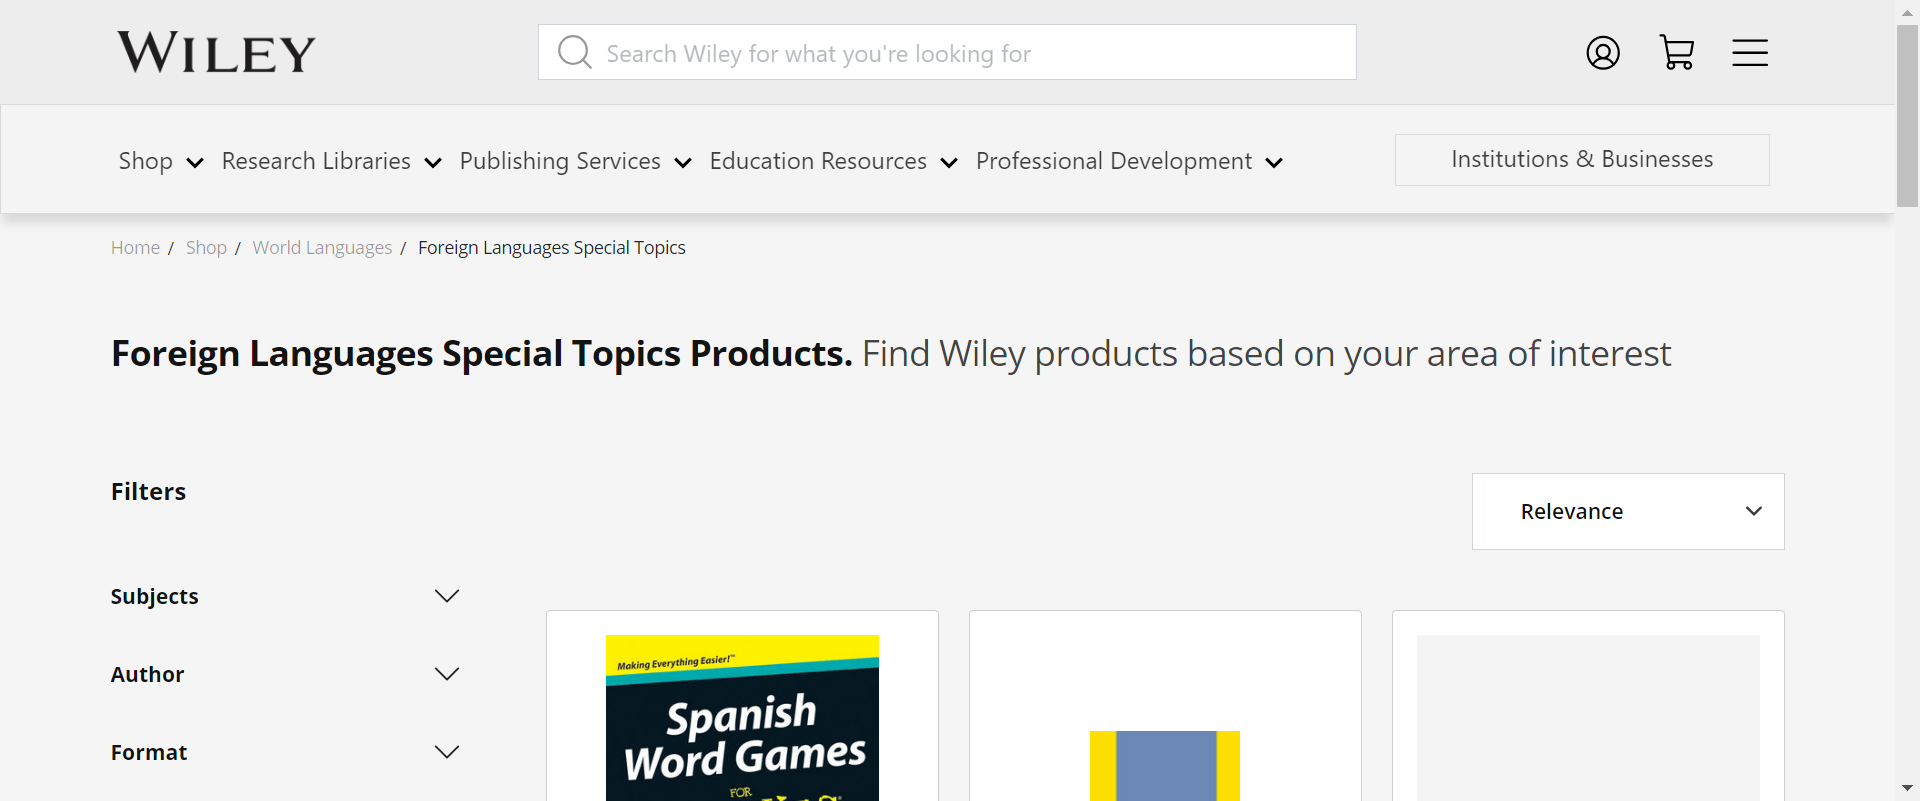 WILEY
Search Wiley for what you're looking for
Shop Research Libraries Publishing Services Education Resources Professional Development Institutions & Businesses
Home / Shop / World Languages / Foreign Languages Special Topics
Foreign Languages Special Topics Products. Find Wiley products based on your area of interest
Filters
Relevance
Subjects
Author
Format
Making Everything Easier!™
Spanish
Word Games
FOR